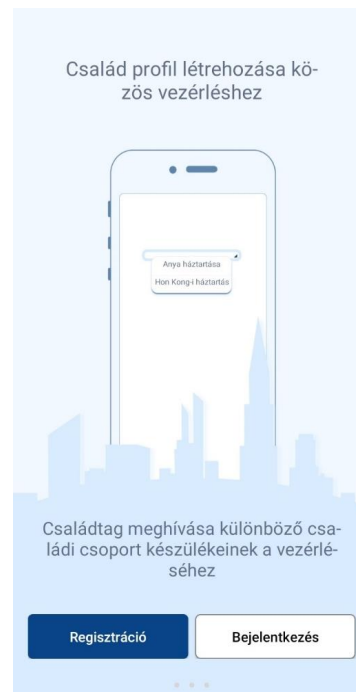 Család profil létrehozása kö-
zös vezérléshez
Anya háztartása
Hon Kong-i háztartás
Családtag meghívása különböző csa-
ládi csoport készülékeinek a vezérlé-
séhez
Regisztráció
Bejelentkezés